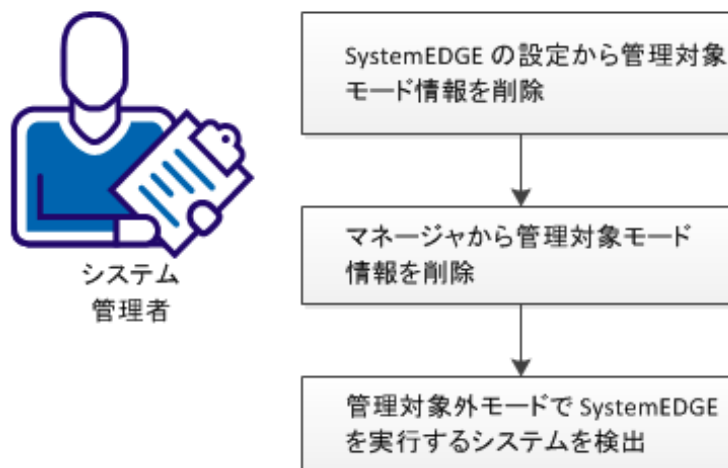 SystemEDGE の設定から管理対象
モード情報を削除
マネージャから管理対象モード
情報を削除
システム
管理者
管理対象外モードで SystemEDGE
を実行するシステムを検出